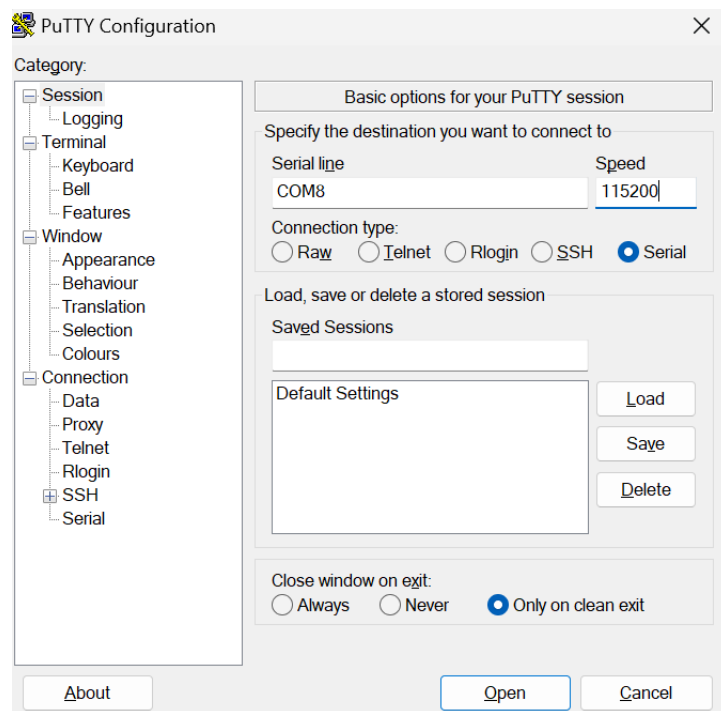 PuTTY Configuration
Category:
Session
Logging
Terminal
Keyboard
Bell
Features
Window
Appearance
Behaviour
Translation
Selection
Colours
Connection
Data
Proxy
Telnet
Rlogin
SSH
Serial
Basic options for your PuTTY session
Specify the destination you want to connect to
Serial line Speed
COM8 115200
Connection type:
Raw Telnet Rlogin SSH Serial
Load, save or delete a stored session
Saved Sessions
Default Settings
Load
Save
Delete
Close window on exit:
Always Never Only on clean exit
About Open Cancel